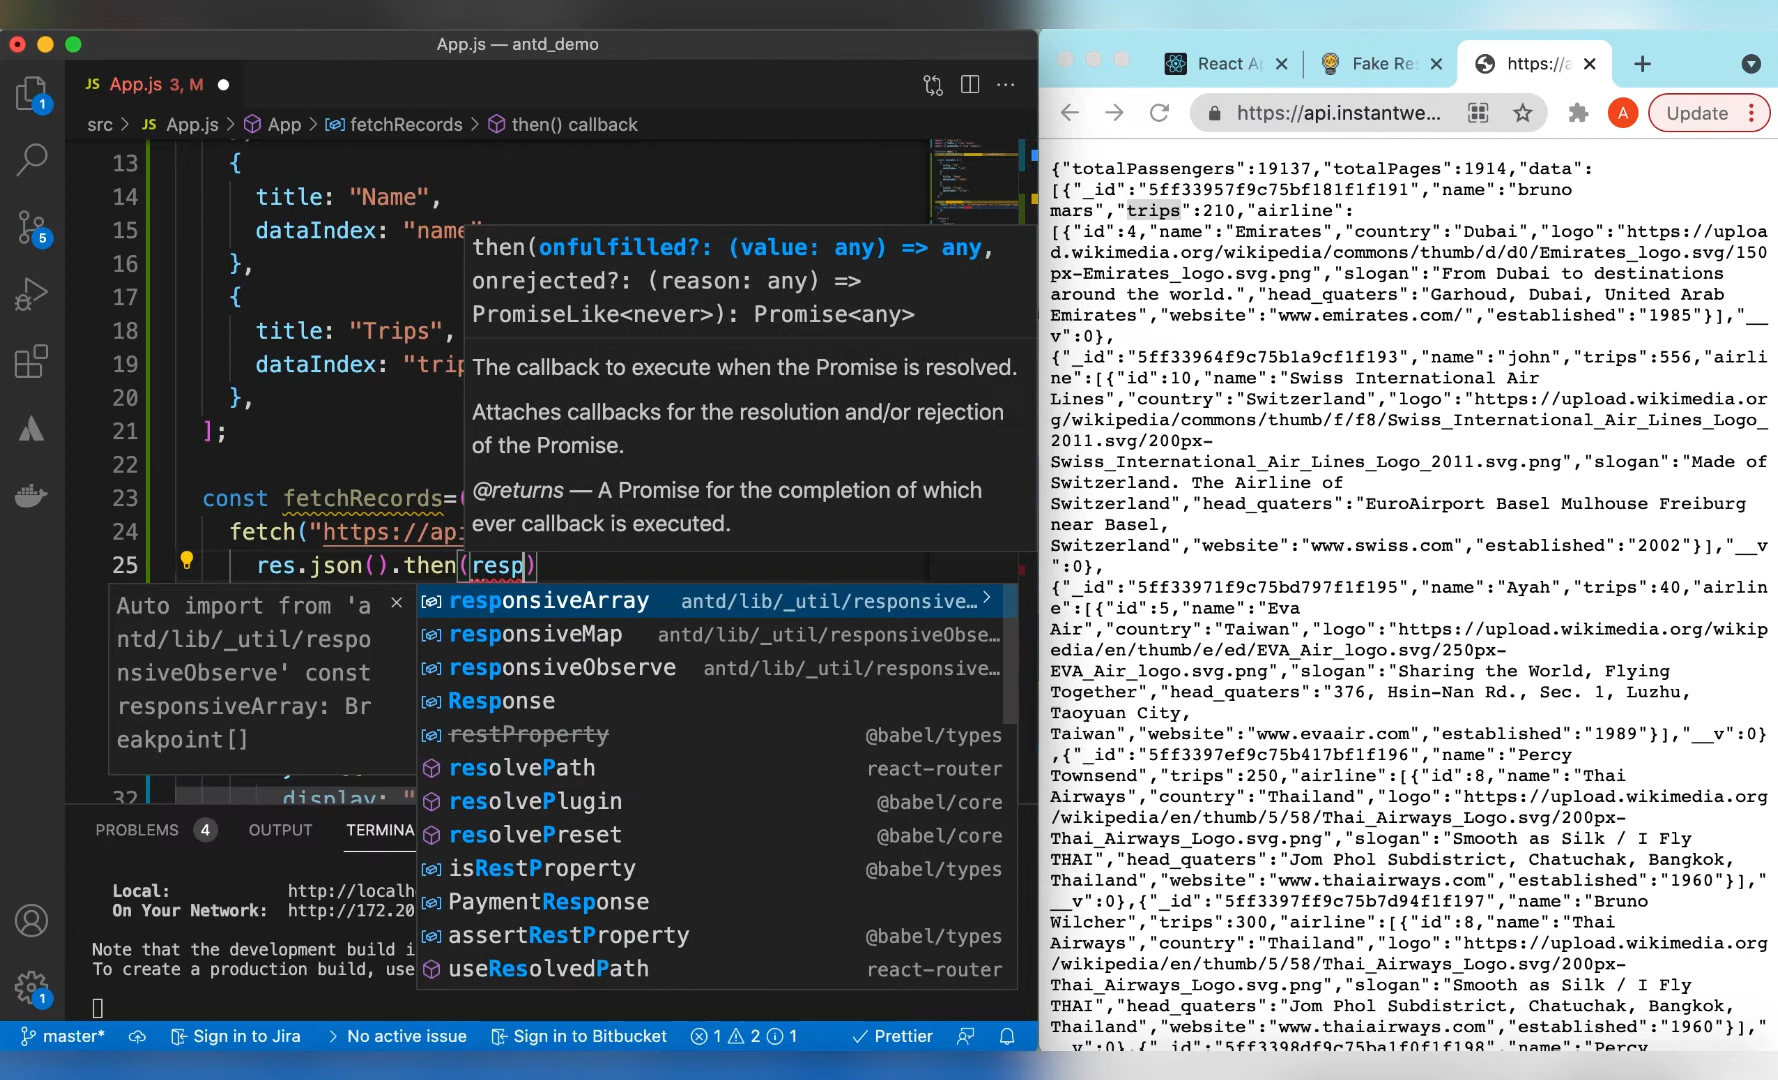 App.js — antd_demo
JS App.js 3, M
src > JS App.js > App > fetchRecords > then() callback
13 {
14 title: "Name",
15 dataIndex: "name"
16 },
17 {
18 title: "Trips",
19 dataIndex: "trip
20 },
21 ];
22
23 const fetchRecords=(
24 fetch("https://api
25 res.json().then(resp)
32 display: "
then(onfulfilled?: (value: any) => any,
onrejected?: (reason: any) =>
PromiseLike<never>): Promise<any>
The callback to execute when the Promise is resolved.
Attaches callbacks for the resolution and/or rejection
of the Promise.
@returns — A Promise for the completion of which
ever callback is executed.
Auto import from 'a
ntd/lib/_util/respo
nsiveObserve' const
responsiveArray: Br
eakpoint[]
responsiveArray antd/lib/_util/responsive… >
responsiveMap antd/lib/_util/responsiveObse…
responsiveObserve antd/lib/_util/responsive…
Response
restProperty @babel/types
resolvePath react-router
resolvePlugin @babel/core
resolvePreset @babel/core
isRestProperty @babel/types
PaymentResponse
assertRestProperty @babel/types
useResolvedPath react-router
PROBLEMS 4 OUTPUT TERMINA
Local: http://localh
On Your Network: http://172.20
Note that the development build i
To create a production build, use
1
5
1
master* Sign in to Jira > No active issue Sign in to Bitbucket 1 2 1 Prettier
React A Fake Re https://a
https://api.instantwe... A Update
{"totalPassengers":19137,"totalPages":1914,"data":
[{"_id":"5ff33957f9c75bf181f1f191","name":"bruno
mars","trips":210,"airline":
[{"id":4,"name":"Emirates","country":"Dubai","logo":"https://uploa
d.wikimedia.org/wikipedia/commons/thumb/d/d0/Emirates_logo.svg/150
px-Emirates_logo.svg.png","slogan":"From Dubai to destinations
around the world.","head_quaters":"Garhoud, Dubai, United Arab
Emirates","website":"www.emirates.com/","established":"1985"}],"__
v":0},
{"_id":"5ff33964f9c75b1a9cf1f193","name":"john","trips":556,"airli
ne":[{"id":10,"name":"Swiss International Air
Lines","country":"Switzerland","logo":"https://upload.wikimedia.or
g/wikipedia/commons/thumb/f/f8/Swiss_International_Air_Lines_Logo_
2011.svg/200px-
Swiss_International_Air_Lines_Logo_2011.svg.png","slogan":"Made of
Switzerland. The Airline of
Switzerland","head_quaters":"EuroAirport Basel Mulhouse Freiburg
near Basel,
Switzerland","website":"www.swiss.com","established":"2002"}],"__v
":0},
{"_id":"5ff33971f9c75bd797f1f195","name":"Ayah","trips":40,"airlin
e":[{"id":5,"name":"Eva
Air","country":"Taiwan","logo":"https://upload.wikimedia.org/wikip
edia/en/thumb/e/ed/EVA_Air_logo.svg/250px-
EVA_Air_logo.svg.png","slogan":"Sharing the World, Flying
Together","head_quaters":"376, Hsin-Nan Rd., Sec. 1, Luzhu,
Taoyuan City,
Taiwan","website":"www.evaair.com","established":"1989"}],"__v":0}
,{"_id":"5ff3397ef9c75b417bf1f196","name":"Percy
Townsend","trips":250,"airline":[{"id":8,"name":"Thai
Airways","country":"Thailand","logo":"https://upload.wikimedia.org
/wikipedia/en/thumb/5/58/Thai_Airways_Logo.svg/200px-
Thai_Airways_Logo.svg.png","slogan":"Smooth as Silk / I Fly
THAI","head_quaters":"Jom Phol Subdistrict, Chatuchak, Bangkok,
Thailand","website":"www.thaiairways.com","established":"1960"}],"
__v":0},{"_id":"5ff3397ff9c75b7d94f1f197","name":"Bruno
Wilcher","trips":300,"airline":[{"id":8,"name":"Thai
Airways","country":"Thailand","logo":"https://upload.wikimedia.org
/wikipedia/en/thumb/5/58/Thai_Airways_Logo.svg/200px-
Thai_Airways_Logo.svg.png","slogan":"Smooth as Silk / I Fly
THAI","head_quaters":"Jom Phol Subdistrict, Chatuchak, Bangkok,
Thailand","website":"www.thaiairways.com","established":"1960"}],"
__v":0},{"_id":"5ff3398df9c75ba1f0f1f198","name":"Percy